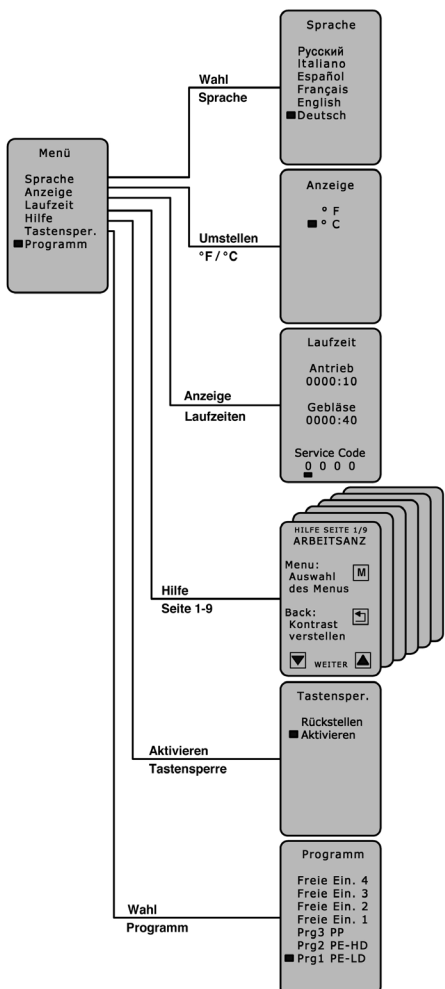 Menü
Sprache
Anzeige
Laufzeit
Hilfe
Tastensper.
Programm
Wahl
Sprache
Sprache
Русский
Italiano
Español
Français
English
Deutsch
Umstellen
°F / °C
Anzeige
° F
° C
Anzeige
Laufzeiten
Laufzeit
Antrieb
0000:10
Gebläse
0000:40
Service Code
0 0 0 0
Hilfe
Seite 1-9
HILFE SEITE 1/9
ARBEITSANZ
Menu:
Auswahl M
des Menus
Back:
Kontrast
verstellen
WEITER
Aktivieren
Tastensperre
Tastensper.
Rückstellen
Aktivieren
Wahl
Programm
Programm
Freie Ein. 4
Freie Ein. 3
Freie Ein. 2
Freie Ein. 1
Prg3 PP
Prg2 PE-HD
Prg1 PE-LD